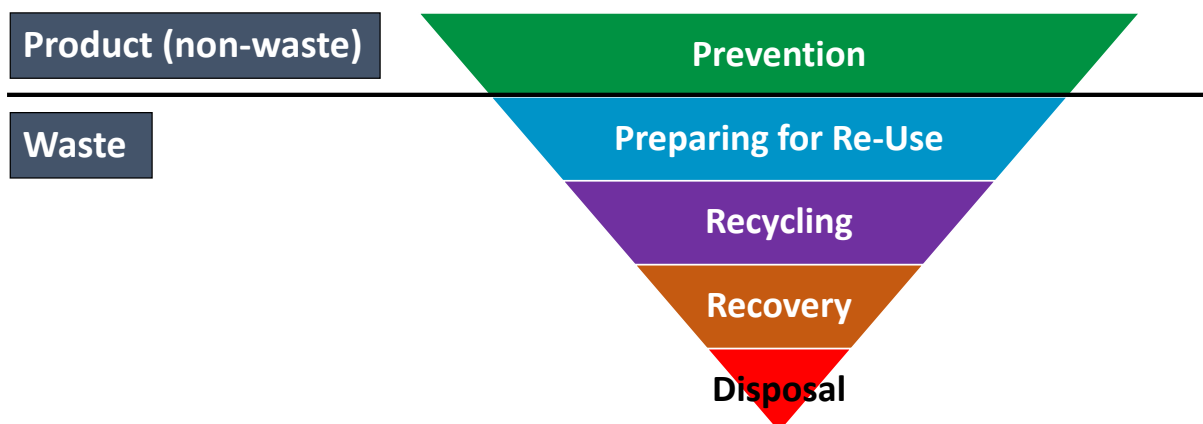 Product (non-waste)
Prevention
Waste
Preparing for Re-Use
Recycling
Recovery
Disposal